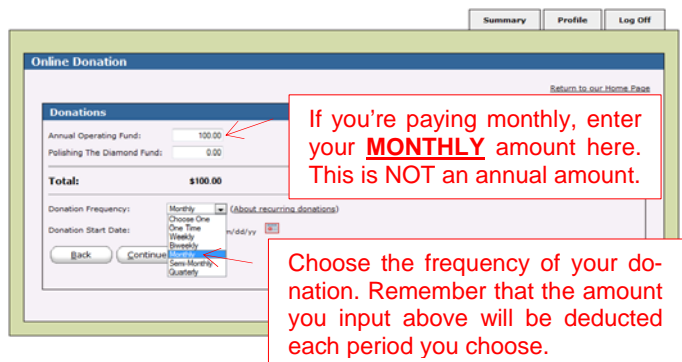 Summary Profile Log Off
Online Donation
Return to our Home Page
Donations
Annual Operating Fund: 100.00
Polishing The Diamond Fund: 0.00
Total: $100.00
If you're paying monthly, enter
your MONTHLY amount here.
This is NOT an annual amount.
Donation Frequency: Monthly (About recurring donations)
Choose One
One Time
Weekly
Biweekly
Monthly
Semi-Monthly
Quarterly
Donation Start Date: /dd/yy
Back Continue
Choose the frequency of your do-
nation. Remember that the amount
you input above will be deducted
each period you choose.